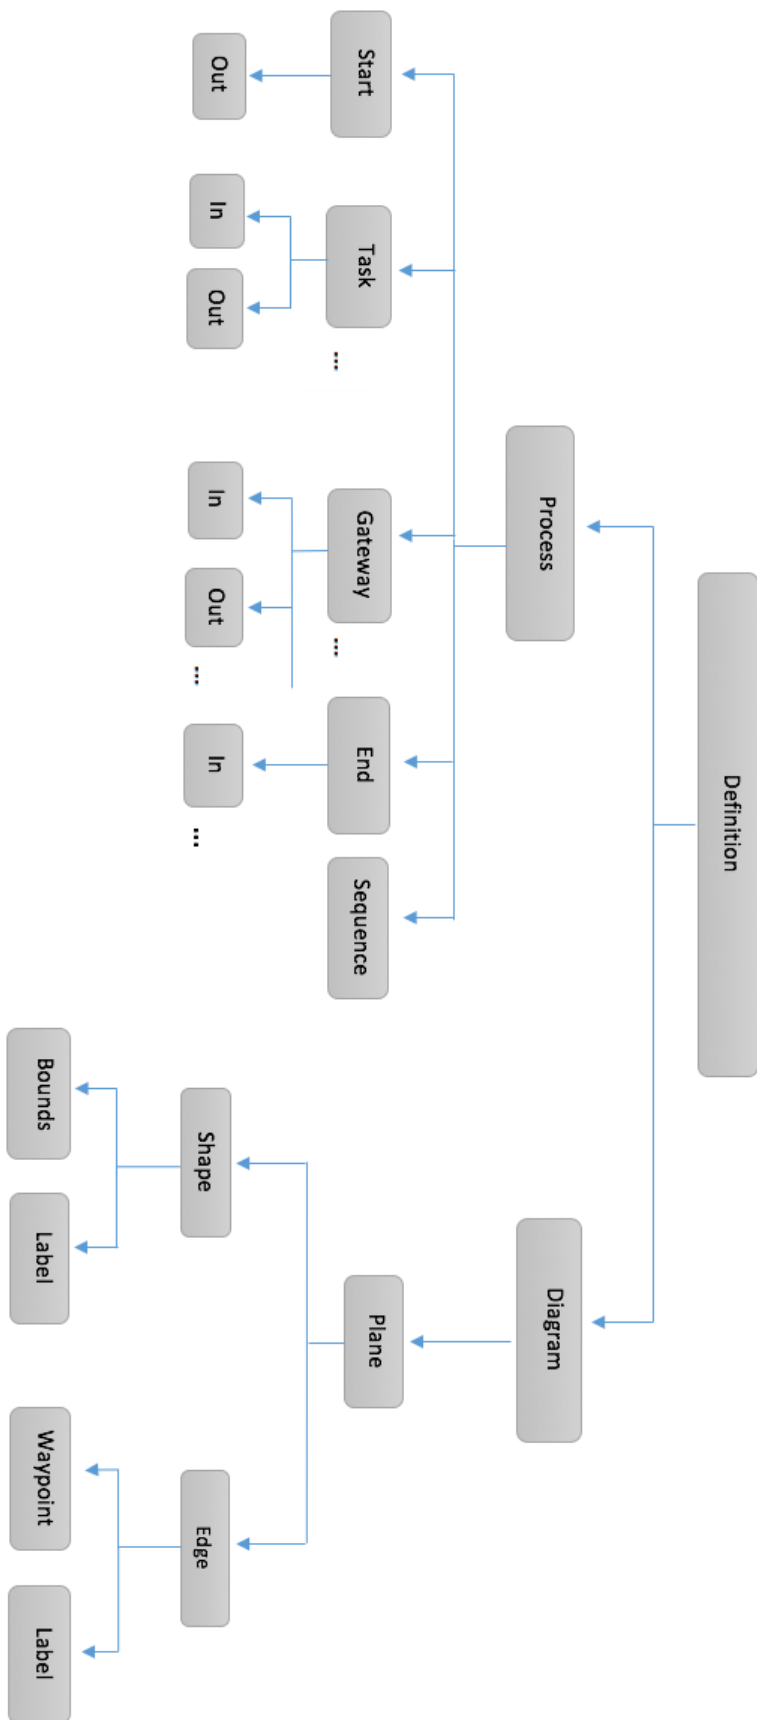 Definition
Process
Diagram
Start
Task
...
Gateway
...
End
Sequence
Plane
Out
In
Out
In
Out
...
In
...
Shape
Edge
Bounds
Label
Waypoint
Label